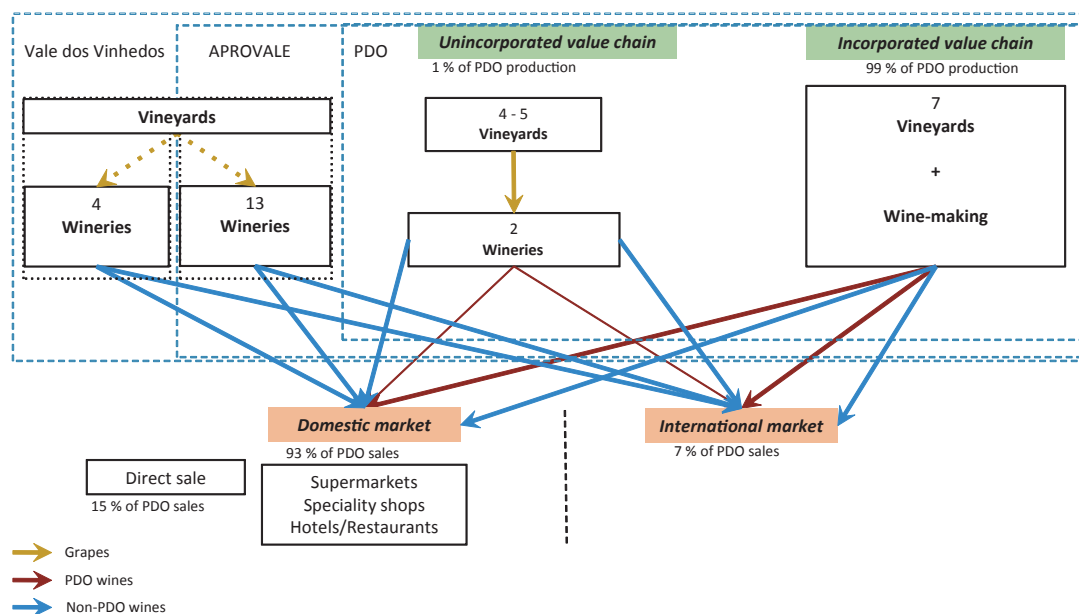 Vale dos Vinhedos
APROVALE
PDO
Unincorporated value chain
1 % of PDO production
Incorporated value chain
99 % of PDO production
Vineyards
4
Wineries
13
Wineries
4 - 5
Vineyards
2
Wineries
7
Vineyards
+
Wine-making
Domestic market
93 % of PDO sales
International market
7 % of PDO sales
Direct sale
15 % of PDO sales
Supermarkets
Speciality shops
Hotels/Restaurants
Grapes
PDO wines
Non-PDO wines